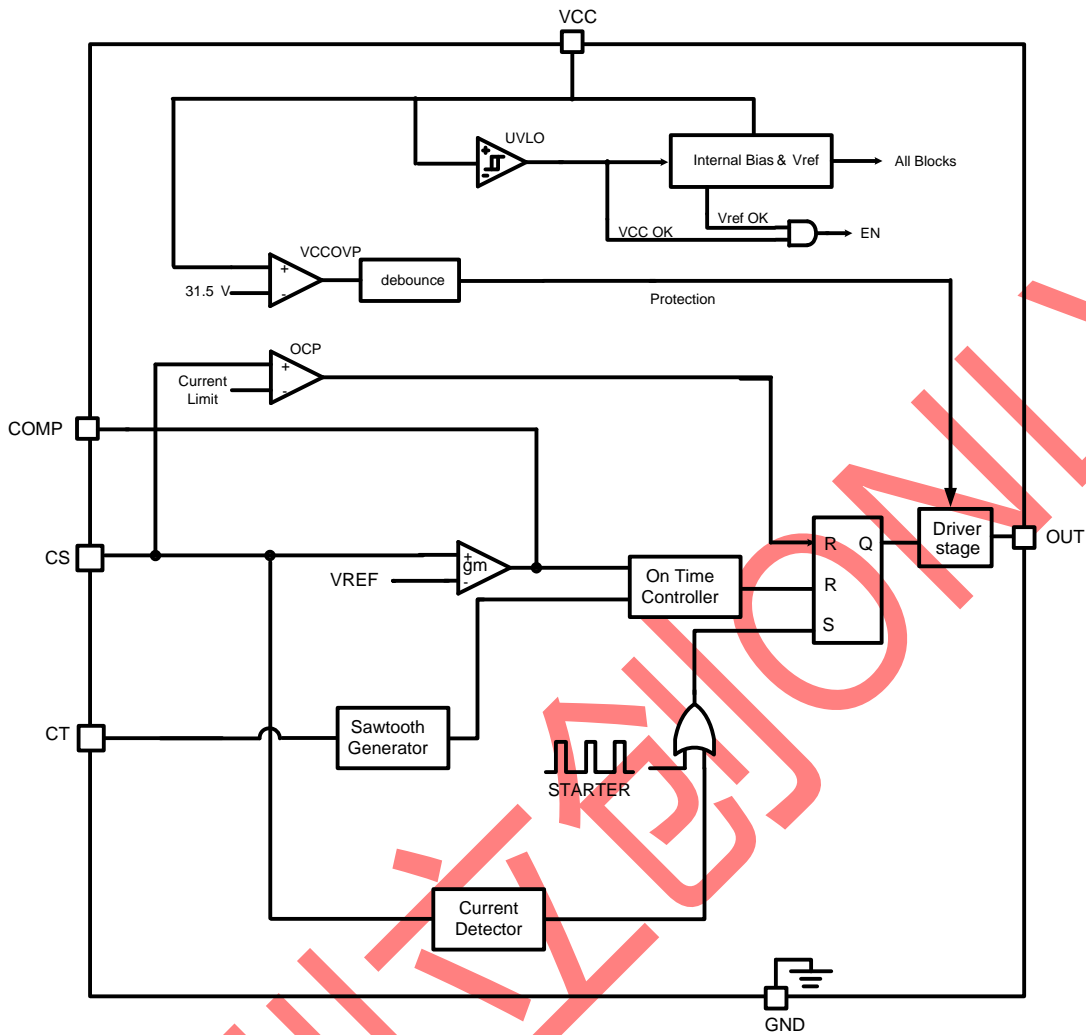 VCC
UVLO
+
-
Internal Bias & Vref
All Blocks
Vref OK
VCC OK
EN
VCCOVP
+
-
31.5 V
debounce
Protection
OCP
+
-
Current
Limit
COMP
CS
+
gm
-
VREF
On Time
Controller
R
Q
R
S
Driver
stage
OUT
CT
Sawtooth
Generator
STARTER
Current
Detector
GND